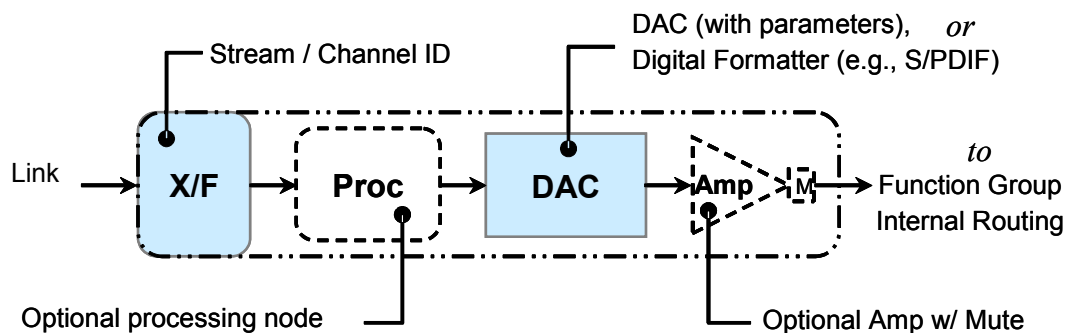 DAC (with parameters), or
Stream / Channel ID
Digital Formatter (e.g., S/PDIF)
Link
X/F
Proc
DAC
Amp
M
to
Function Group
Internal Routing
Optional processing node
Optional Amp w/ Mute